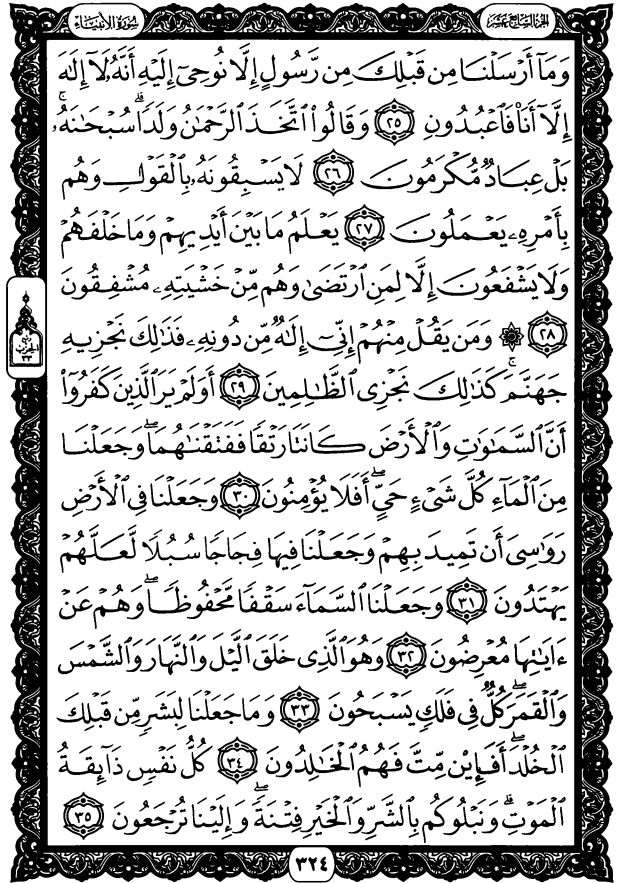 الجزء السابع عشر
سورة الأنبياء
وَمَآ أَرۡسَلۡنَا مِن قَبۡلِكَ مِن رَّسُولٍ إِلَّا نُوحِيٓ إِلَيۡهِ أَنَّهُۥ لَآ إِلَٰهَ
إِلَّآ أَنَا۠ فَٱعۡبُدُونِ ٢٥ وَقَالُواْ ٱتَّخَذَ ٱلرَّحۡمَٰنُ وَلَدٗاۗ سُبۡحَٰنَهُۥۚ
بَلۡ عِبَادٞ مُّكۡرَمُونَ ٢٦ لَا يَسۡبِقُونَهُۥ بِٱلۡقَوۡلِ وَهُم
بِأَمۡرِهِۦ يَعۡمَلُونَ ٢٧ يَعۡلَمُ مَا بَيۡنَ أَيۡدِيهِمۡ وَمَا خَلۡفَهُمۡ
وَلَا يَشۡفَعُونَ إِلَّا لِمَنِ ٱرۡتَضَىٰ وَهُم مِّنۡ خَشۡيَتِهِۦ مُشۡفِقُونَ
٢٨ ۞ وَمَن يَقُلۡ مِنۡهُمۡ إِنِّيٓ إِلَٰهٞ مِّن دُونِهِۦ فَذَٰلِكَ نَجۡزِيهِ
جَهَنَّمَۚ كَذَٰلِكَ نَجۡزِي ٱلظَّٰلِمِينَ ٢٩ أَوَلَمۡ يَرَ ٱلَّذِينَ كَفَرُوٓاْ
أَنَّ ٱلسَّمَٰوَٰتِ وَٱلۡأَرۡضَ كَانَتَا رَتۡقٗا فَفَتَقۡنَٰهُمَاۖ وَجَعَلۡنَا
مِنَ ٱلۡمَآءِ كُلَّ شَيۡءٍ حَيٍّۖ أَفَلَا يُؤۡمِنُونَ ٣٠ وَجَعَلۡنَا فِي ٱلۡأَرۡضِ
رَوَٰسِيَ أَن تَمِيدَ بِهِمۡ وَجَعَلۡنَا فِيهَا فِجَاجٗا سُبُلٗا لَّعَلَّهُمۡ
يَهۡتَدُونَ ٣١ وَجَعَلۡنَا ٱلسَّمَآءَ سَقۡفٗا مَّحۡفُوظٗاۖ وَهُمۡ عَنۡ
ءَايَٰتِهَا مُعۡرِضُونَ ٣٢ وَهُوَ ٱلَّذِي خَلَقَ ٱلَّيۡلَ وَٱلنَّهَارَ وَٱلشَّمۡسَ
وَٱلۡقَمَرَۖ كُلّٞ فِي فَلَكٖ يَسۡبَحُونَ ٣٣ وَمَا جَعَلۡنَا لِبَشَرٖ مِّن قَبۡلِكَ
ٱلۡخُلۡدَۖ أَفَإِيْن مِّتَّ فَهُمُ ٱلۡخَٰلِدُونَ ٣٤ كُلُّ نَفۡسٖ ذَآئِقَةُ
ٱلۡمَوۡتِۗ وَنَبۡلُوكُم بِٱلشَّرِّ وَٱلۡخَيۡرِ فِتۡنَةٗۖ وَإِلَيۡنَا تُرۡجَعُونَ ٣٥
الحزب
٣٣
٣٢٤